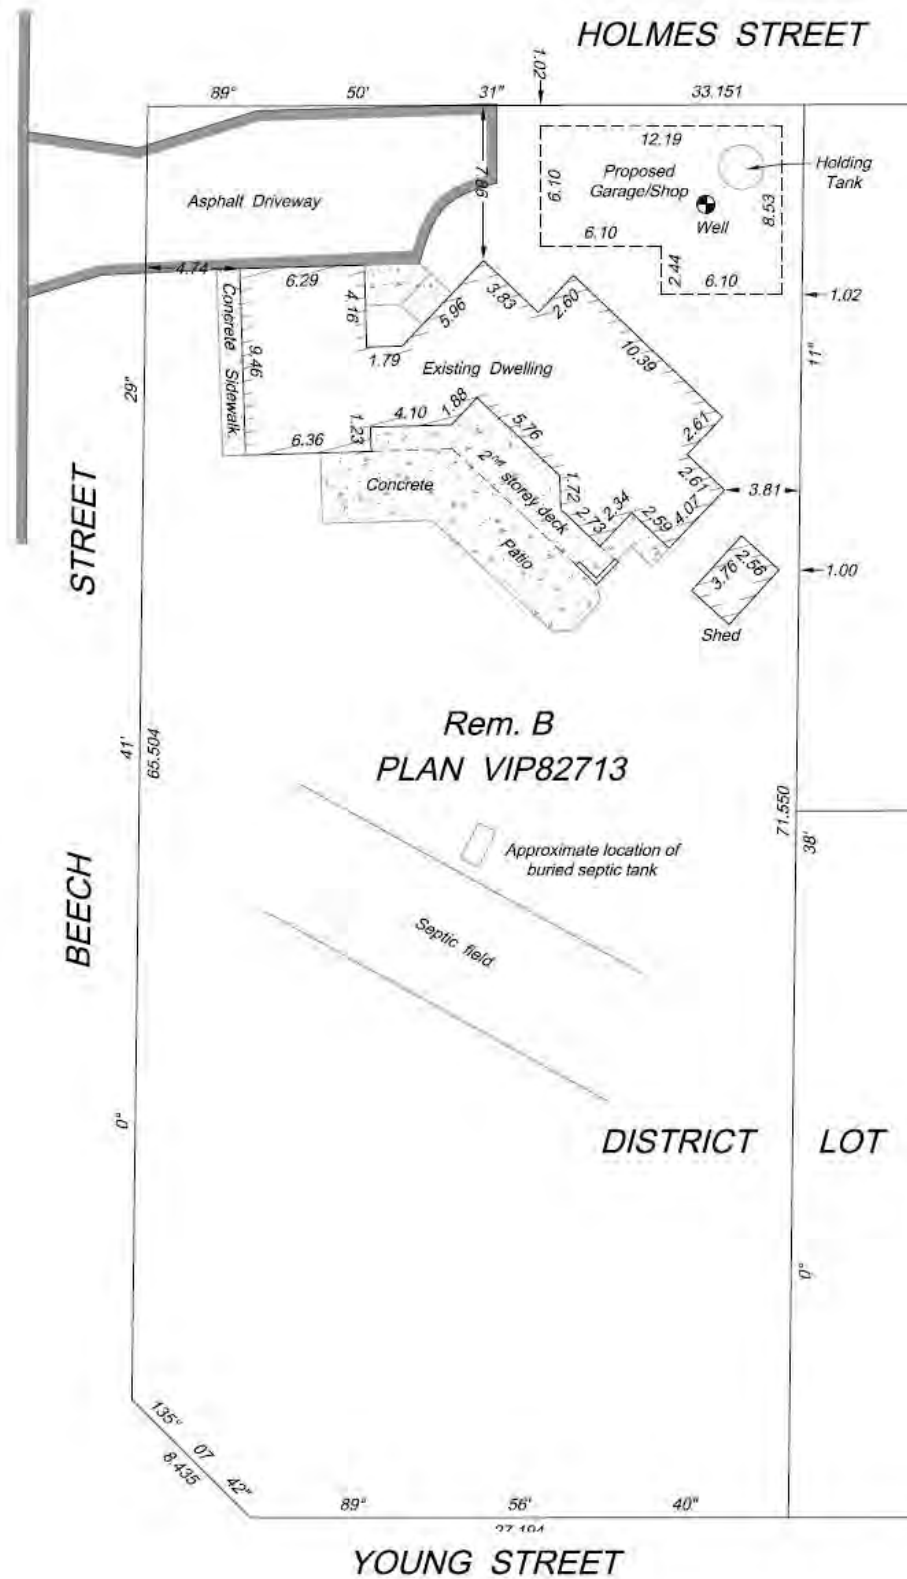 HOLMES STREET
1.02
89° 50' 31" 33.151
12.19
Holding
Tank
Proposed
Garage/Shop
6.10
7.86
8.53
Asphalt Driveway
Well
6.10
2.44
6.10
4.74
6.29
1.02
Concrete Sidewalk
4.16
5.96
3.83
2.60
9.46
1.79
Existing Dwelling
10.39
11"
29"
4.10
1.88
5.76
2.61
1.23
6.36
2.61
Concrete
2nd storey deck
1.72
2.34
2.73
2.59
4.07
3.81
Patio
3.76
2.56
1.00
Shed
STREET
Rem. B
PLAN VIP82713
41'
65.504
71.550
38'
Approximate location of
buried septic tank
BEECH
Septic field
0°
DISTRICT LOT
0°
135° 07 42"
8.435
89° 56' 40"
27.194
YOUNG STREET